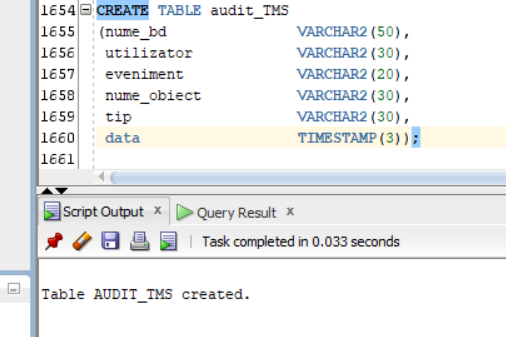 1654 CREATE TABLE audit_TMS
1655 (nume_bd VARCHAR2(50),
1656 utilizator VARCHAR2(30),
1657 eveniment VARCHAR2(20),
1658 nume_obiect VARCHAR2(30),
1659 tip VARCHAR2(30),
1660 data TIMESTAMP(3));
1661
Script Output x Query Result x
Task completed in 0.033 seconds
Table AUDIT_TMS created.